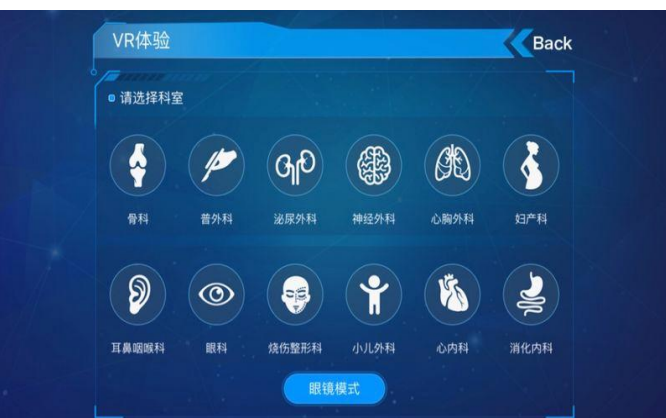 VR体验
Back
请选择科室
骨科 普外科 泌尿外科 神经外科 心胸外科 妇产科
耳鼻咽喉科 眼科 烧伤整形科 小儿外科 心内科 消化内科
眼镜模式